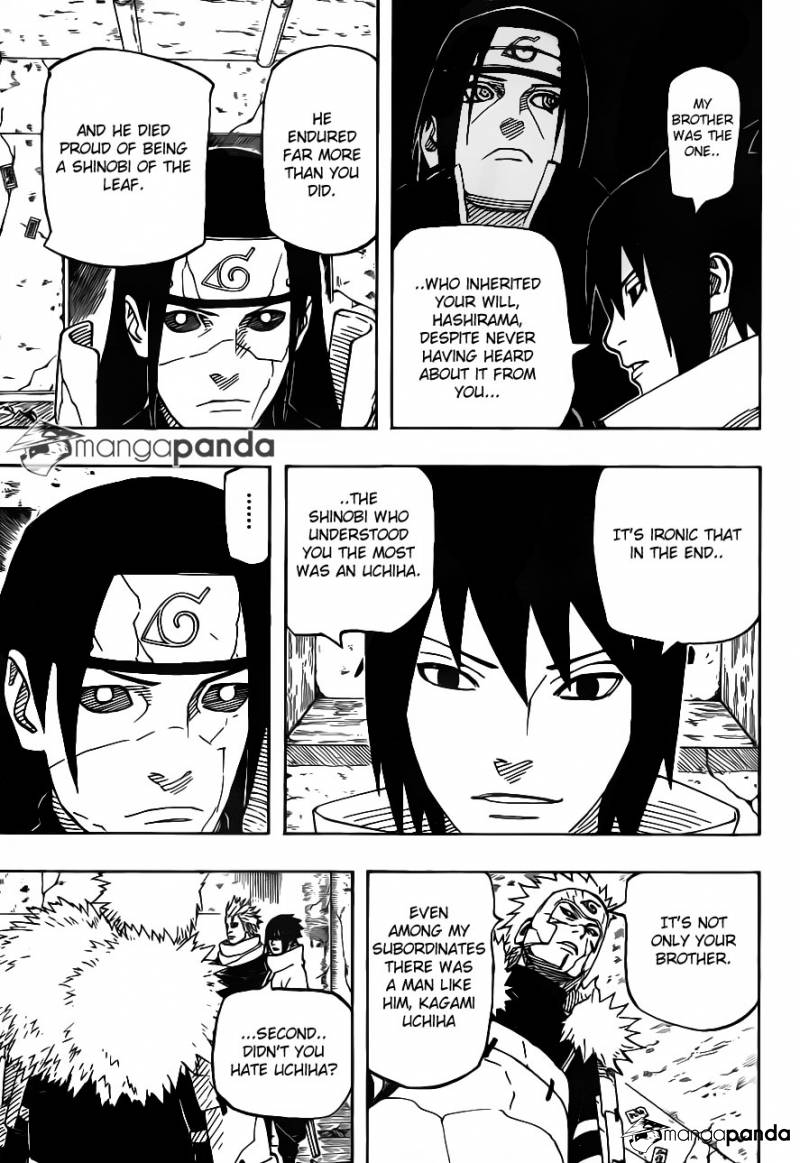 MY
BROTHER
WAS THE
ONE..
..WHO INHERITED
YOUR WILL,
HASHIRAMA,
DESPITE NEVER
HAVING HEARD
ABOUT IT FROM
YOU...
HE
ENDURED
FAR MORE
THAN YOU
DID.
AND HE DIED
PROUD OF BEING
A SHINOBI OF THE
LEAF.
mangapanda
IT'S IRONIC THAT
IN THE END..
..THE
SHINOBI WHO
UNDERSTOOD
YOU THE MOST
WAS AN UCHIHA.
........
IT'S NOT
ONLY YOUR
BROTHER.
EVEN
AMONG MY
SUBORDINATES
THERE WAS
A MAN LIKE
HIM, KAGAMI
UCHIHA
...SECOND..
DIDN'T YOU
HATE UCHIHA?
mangapanda